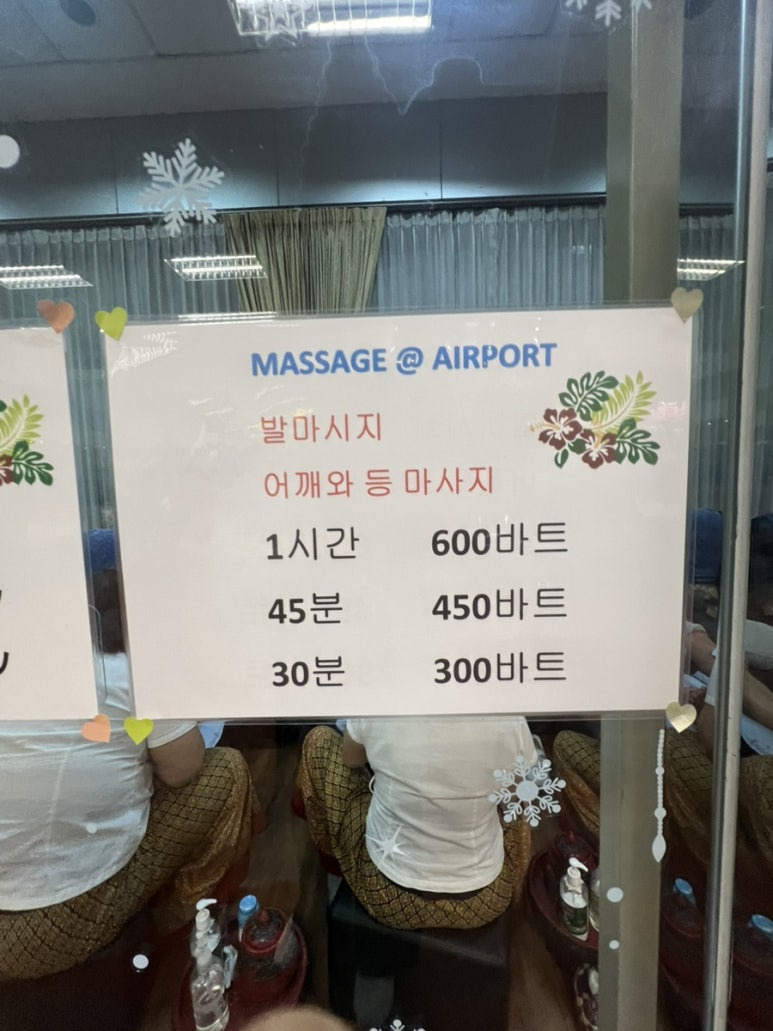 MASSAGE @ AIRPORT
발마시지
어깨와 등 마사지
1시간 600바트
45분 450바트
30분 300바트